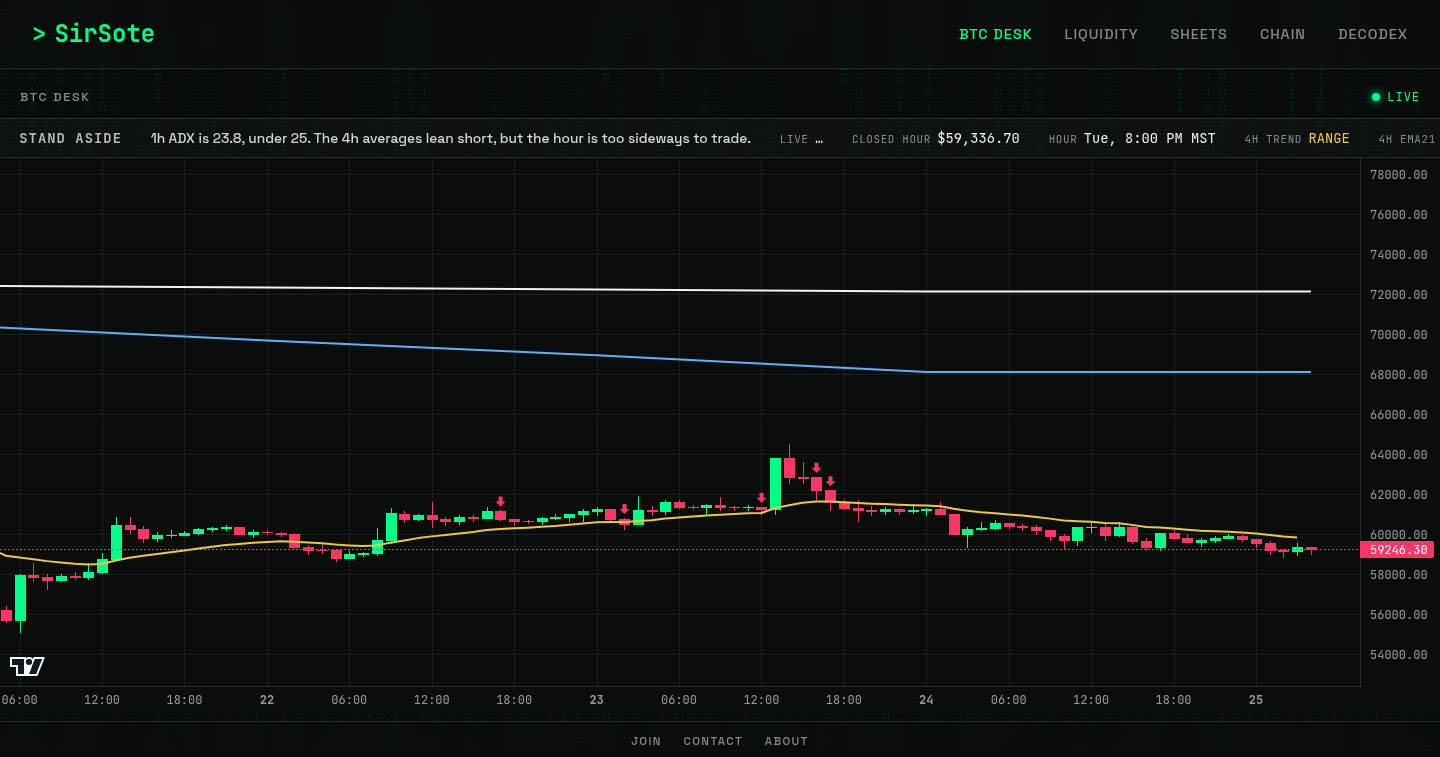 > SirSote
BTC DESK LIQUIDITY SHEETS CHAIN DECODEX
BTC DESK
LIVE
STAND ASIDE 1h ADX is 23.8, under 25. The 4h averages lean short, but the hour is too sideways to trade. LIVE … CLOSED HOUR $59,336.70 HOUR Tue, 8:00 PM MST 4H TREND RANGE 4H EMA21
78000.00
76000.00
74000.00
72000.00
70000.00
68000.00
66000.00
64000.00
62000.00
60000.00
59246.30
58000.00
56000.00
54000.00
06:00 12:00 18:00 22 06:00 12:00 18:00 23 06:00 12:00 18:00 24 06:00 12:00 18:00 25
JOIN CONTACT ABOUT